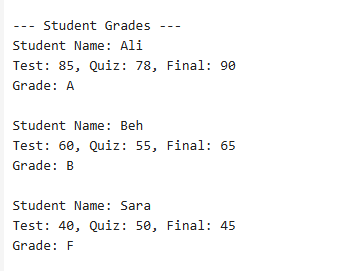 --- Student Grades ---
Student Name: Ali
Test: 85, Quiz: 78, Final: 90
Grade: A
Student Name: Beh
Test: 60, Quiz: 55, Final: 65
Grade: B
Student Name: Sara
Test: 40, Quiz: 50, Final: 45
Grade: F